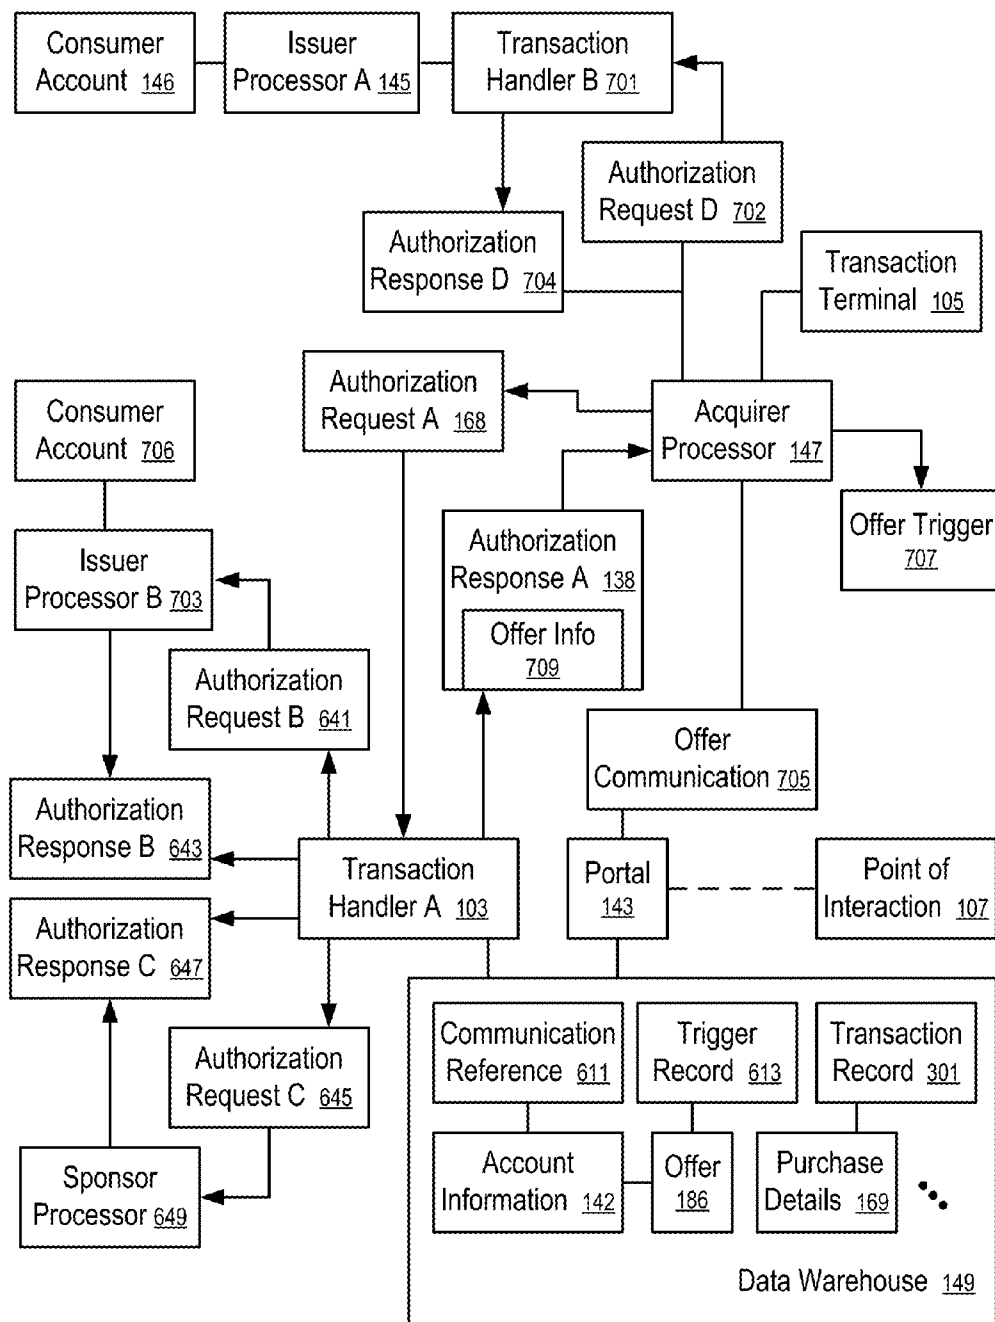 Consumer
Account 146
Issuer
Processor A 145
Transaction
Handler B 701
Authorization
Request D 702
Authorization
Response D 704
Transaction
Terminal 105
Authorization
Request A 168
Consumer
Account 706
Acquirer
Processor 147
Offer Trigger
707
Authorization
Response A 138
Offer Info
709
Issuer
Processor B 703
Authorization
Request B 641
Offer
Communication 705
Authorization
Response B 643
Transaction
Handler A 103
Portal
143
Point of
Interaction 107
Authorization
Response C 647
Authorization
Request C 645
Sponsor
Processor 649
Communication
Reference 611
Trigger
Record 613
Transaction
Record 301
Account
Information 142
Offer
186
Purchase
Details 169
Data Warehouse 149